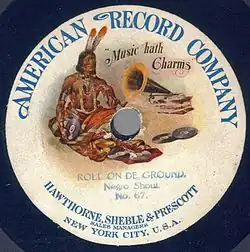 AMERICAN RECORD COMPANY
"Music hath
Charms"
ROLL ON DE GROUND.
Negro Shout
No. 67.
HAWTHORNE, SHEBLE & PRESCOTT
SALES MANAGERS
NEW YORK CITY, U.S.A.